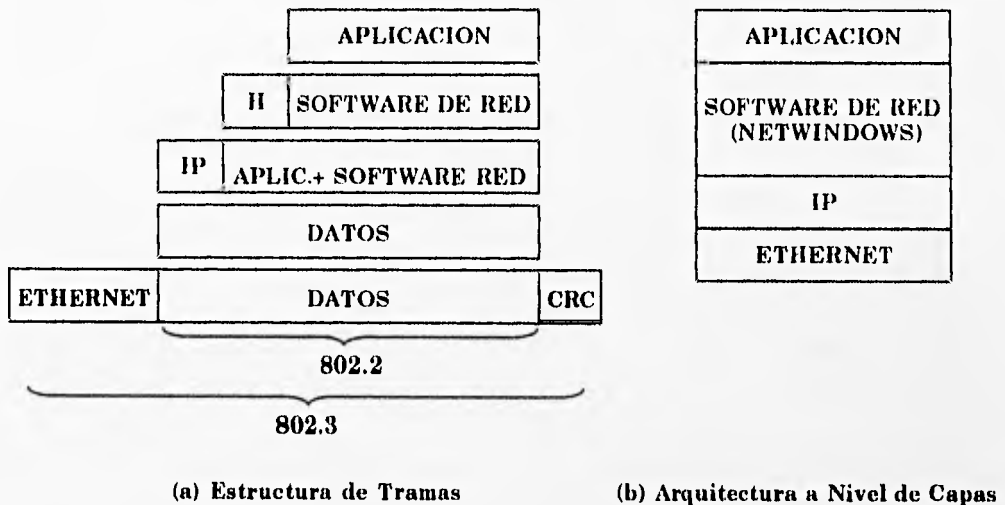 APLICACION
H SOFTWARE DE RED
IP APLIC.+ SOFTWARE RED
DATOS
ETHERNET DATOS CRC
802.2
802.3
(a) Estructura de Tramas
APLICACION
SOFTWARE DE RED
(NETWINDOWS)
IP
ETHERNET
(b) Arquitectura a Nivel de Capas